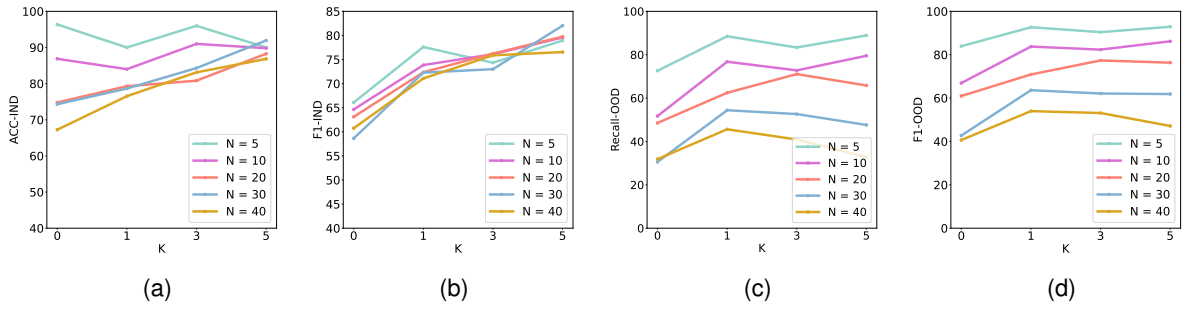 100
90
80
70
60
50
40
0
1
3
5
K
ACC-IND
N = 5
N = 10
N = 20
N = 30
N = 40
(a)
85
80
75
70
65
60
55
50
45
40
0
1
3
5
K
F1-IND
N = 5
N = 10
N = 20
N = 30
N = 40
(b)
100
80
60
40
20
0
0
1
3
5
K
Recall-OOD
N = 5
N = 10
N = 20
N = 30
N = 40
(c)
100
80
60
40
20
0
0
1
3
5
K
F1-OOD
N = 5
N = 10
N = 20
N = 30
N = 40
(d)